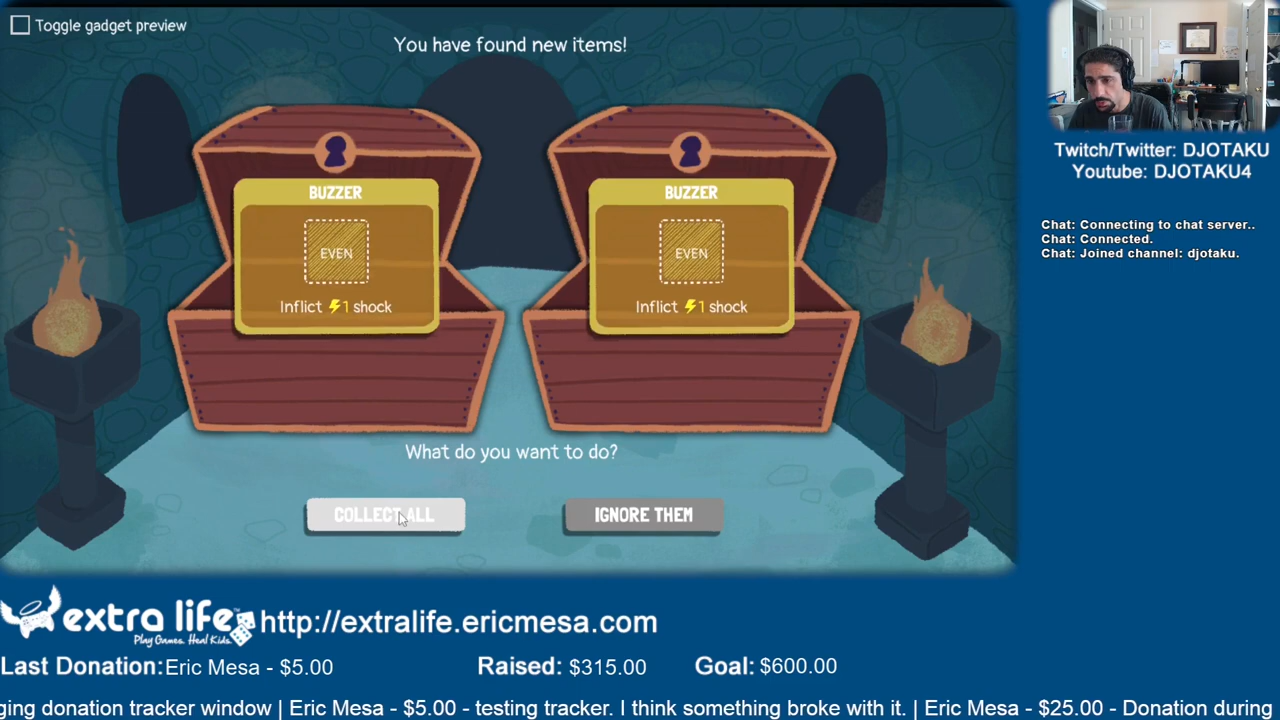 Toggle gadget preview
You have found new items!
BUZZER
EVEN
Inflict 1 shock
BUZZER
EVEN
Inflict 1 shock
What do you want to do?
COLLECT ALL
IGNORE THEM
Twitch/Twitter: DJOTAKU
Youtube: DJOTAKU4
Chat: Connecting to chat server..
Chat: Connected.
Chat: Joined channel: djotaku.
extra life
Play Games. Heal Kids.
http://extralife.ericmesa.com
Last Donation: Eric Mesa - $5.00
Raised: $315.00
Goal: $600.00
ging donation tracker window | Eric Mesa - $5.00 - testing tracker. I think something broke with it. | Eric Mesa - $25.00 - Donation during